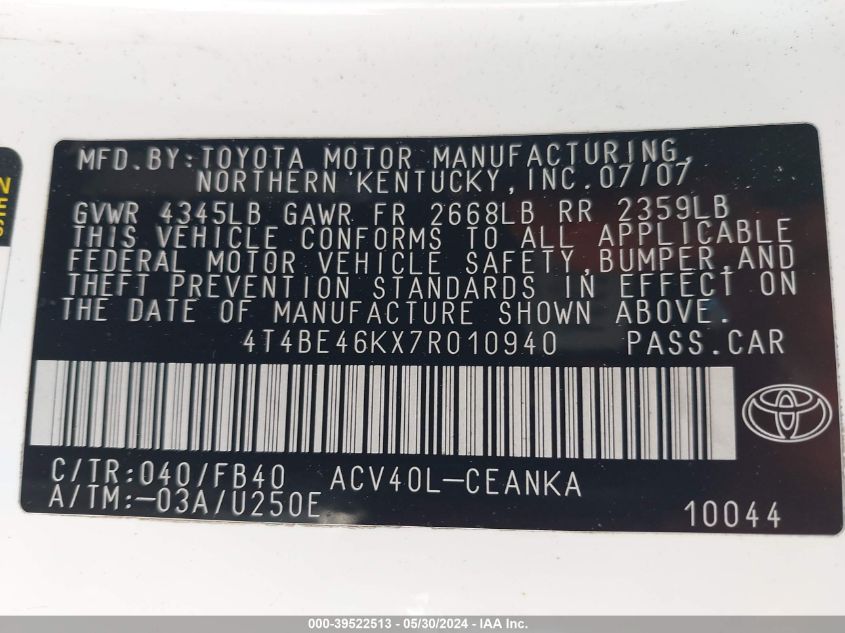 MFD.BY:TOYOTA MOTOR MANUFACTURING,
NORTHERN KENTUCKY, INC. 07/07
GVWR 4345LB GAWR FR 2668LB RR 2359LB
THIS VEHICLE CONFORMS TO ALL APPLICABLE
FEDERAL MOTOR VEHICLE SAFETY,BUMPER,AND
THEFT PREVENTION STANDARDS IN EFFECT ON
THE DATE OF MANUFACTURE SHOWN ABOVE.
4T4BE46KX7R010940 PASS.CAR
C/TR:040/FB40 ACV40L-CEANKA
A/TM:-03A/U250E
10044
000-39522513 - 05/30/2024 - IAA, Inc.